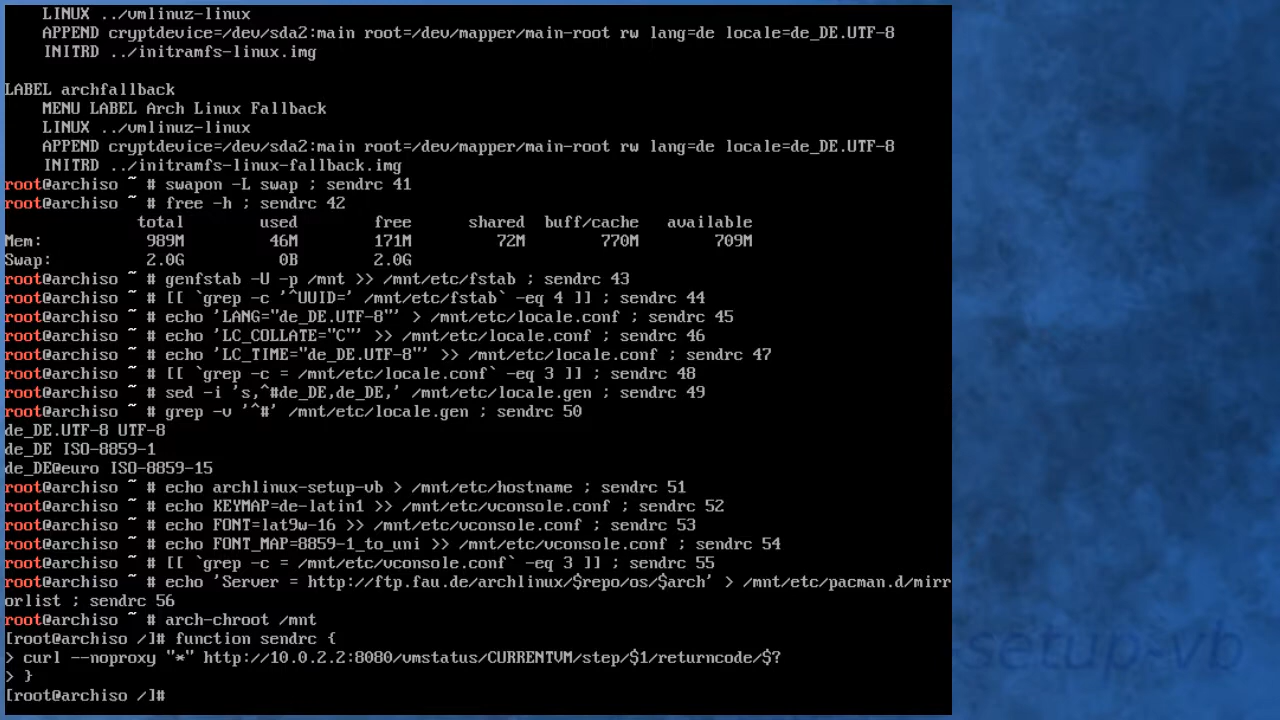 LINUX ../vmlinuz-linux
    APPEND cryptdevice=/dev/sda2:main root=/dev/mapper/main-root rw lang=de locale=de_DE.UTF-8
    INITRD ../initramfs-linux.img

LABEL archfallback
    MENU LABEL Arch Linux Fallback
    LINUX ../vmlinuz-linux
    APPEND cryptdevice=/dev/sda2:main root=/dev/mapper/main-root rw lang=de locale=de_DE.UTF-8
    INITRD ../initramfs-linux-fallback.img
root@archiso ~ # swapon -L swap ; sendrc 41
root@archiso ~ # free -h ; sendrc 42
              total        used        free      shared  buff/cache   available
Mem:           989M         46M        171M         72M        770M        709M
Swap:          2.0G          0B        2.0G
root@archiso ~ # genfstab -U -p /mnt >> /mnt/etc/fstab ; sendrc 43
root@archiso ~ # [[ `grep -c '^UUID=' /mnt/etc/fstab` -eq 4 ]] ; sendrc 44
root@archiso ~ # echo 'LANG="de_DE.UTF-8"' > /mnt/etc/locale.conf ; sendrc 45
root@archiso ~ # echo 'LC_COLLATE="C"' >> /mnt/etc/locale.conf ; sendrc 46
root@archiso ~ # echo 'LC_TIME="de_DE.UTF-8"' >> /mnt/etc/locale.conf ; sendrc 47
root@archiso ~ # [[ `grep -c = /mnt/etc/locale.conf` -eq 3 ]] ; sendrc 48
root@archiso ~ # sed -i 's,^#de_DE,de_DE,' /mnt/etc/locale.gen ; sendrc 49
root@archiso ~ # grep -v '^#' /mnt/etc/locale.gen ; sendrc 50
de_DE.UTF-8 UTF-8
de_DE ISO-8859-1
de_DE@euro ISO-8859-15
root@archiso ~ # echo archlinux-setup-vb > /mnt/etc/hostname ; sendrc 51
root@archiso ~ # echo KEYMAP=de-latin1 >> /mnt/etc/vconsole.conf ; sendrc 52
root@archiso ~ # echo FONT=lat9w-16 >> /mnt/etc/vconsole.conf ; sendrc 53
root@archiso ~ # echo FONT_MAP=8859-1_to_uni >> /mnt/etc/vconsole.conf ; sendrc 54
root@archiso ~ # [[ `grep -c = /mnt/etc/vconsole.conf` -eq 3 ]] ; sendrc 55
root@archiso ~ # echo 'Server = http://ftp.fau.de/archlinux/$repo/os/$arch' > /mnt/etc/pacman.d/mirr
orlist ; sendrc 56
root@archiso ~ # arch-chroot /mnt
[root@archiso /]# function sendrc {
> curl --noproxy "*" http://10.0.2.2:8080/vmstatus/CURRENTVM/step/$1/returncode/$?
> }
[root@archiso /]#
setup-vb